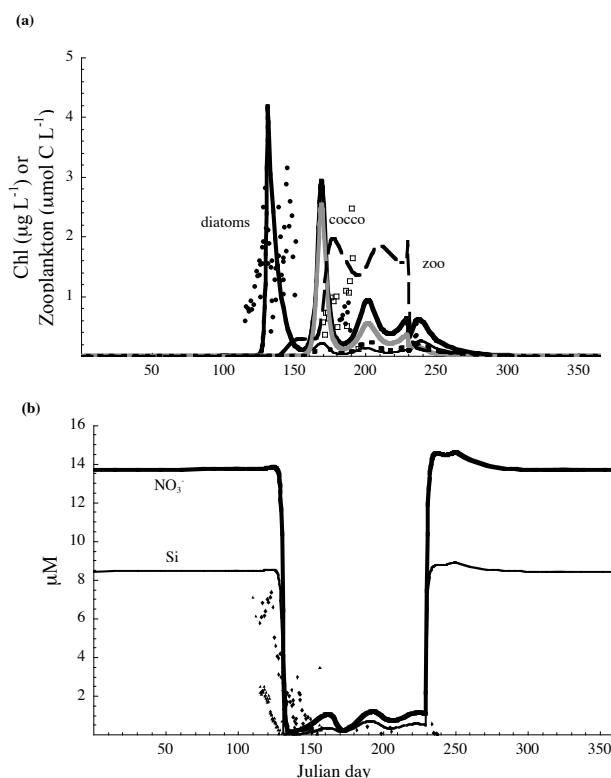 (a)
Chl (µg L⁻¹) or
Zooplankton (µmol C L⁻¹)
5
4
3
2
1
diatoms
cocco
zoo
50 100 150 200 250 300 350
(b)
µM
16
14
12
10
8
6
4
2
NO₃⁻
Si
50 100 150 200 250 300 350
Julian day